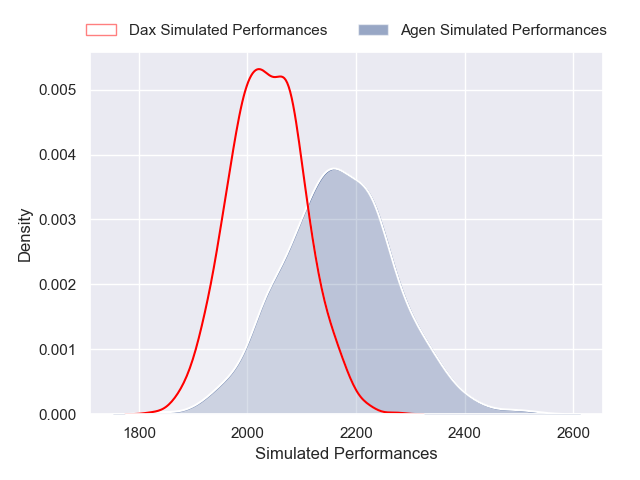 Dax Simulated Performances Agen Simulated Performances
0.005
0.004
0.003
0.002
0.001
0.000
Density
1800 2000 2200 2400 2600
Simulated Performances